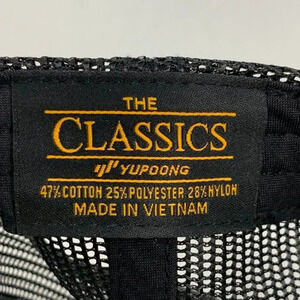 THE
CLASSICS
YUPOONG
47% COTTON 25% POLYESTER 28% NYLON
MADE IN VIETNAM